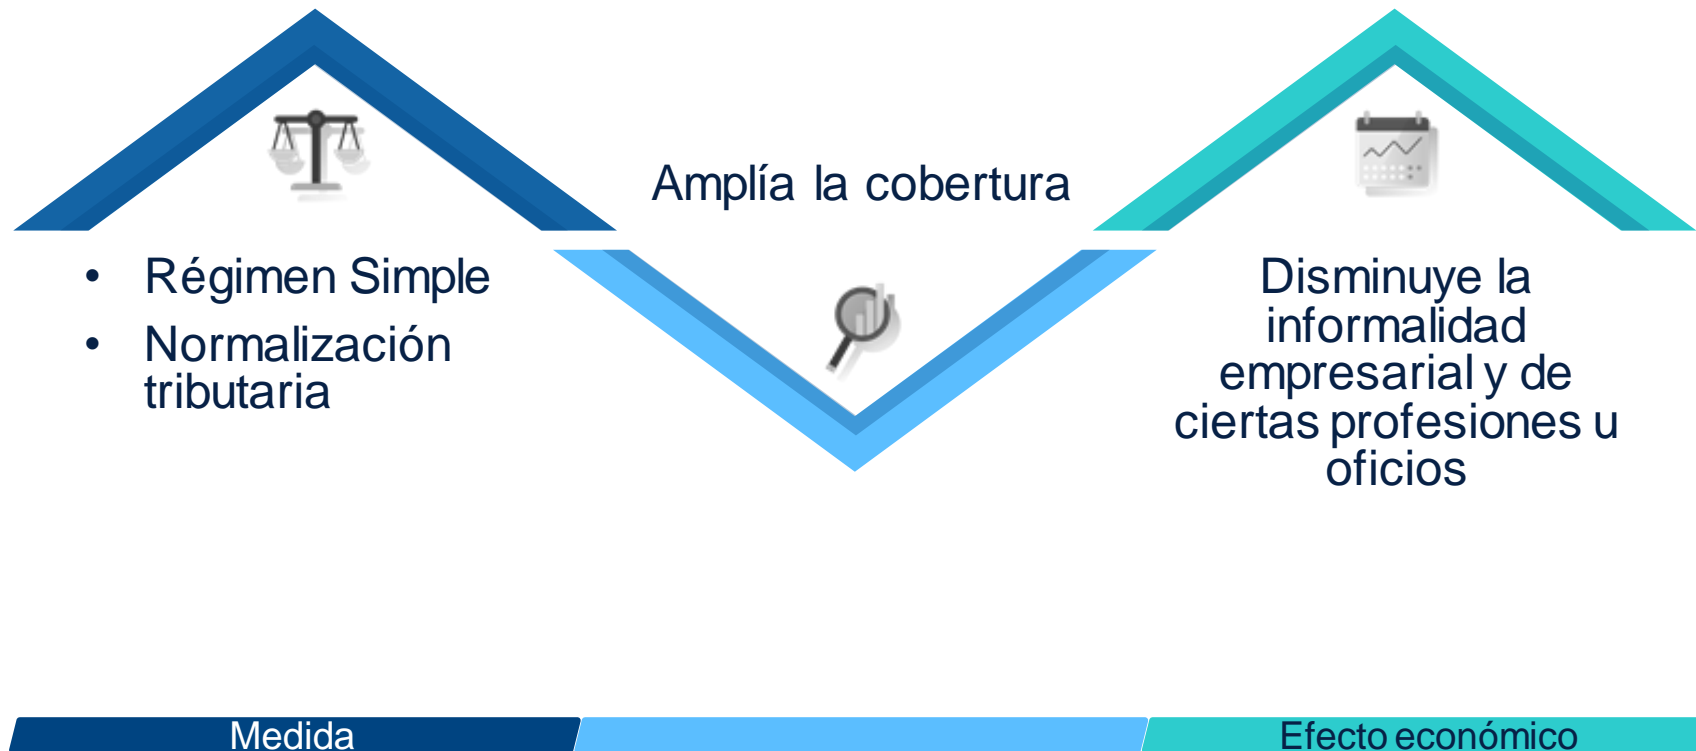 Amplía la cobertura
• Régimen Simple
• Normalización
tributaria
Disminuye la
informalidad
empresarial y de
ciertas profesiones u
oficios
Medida
Efecto económico